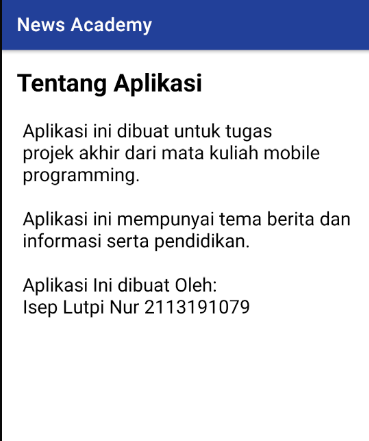 News Academy
Tentang Aplikasi
Aplikasi ini dibuat untuk tugas
projek akhir dari mata kuliah mobile
programming.
Aplikasi ini mempunyai tema berita dan
informasi serta pendidikan.
Aplikasi Ini dibuat Oleh:
Isep Lutpi Nur 2113191079